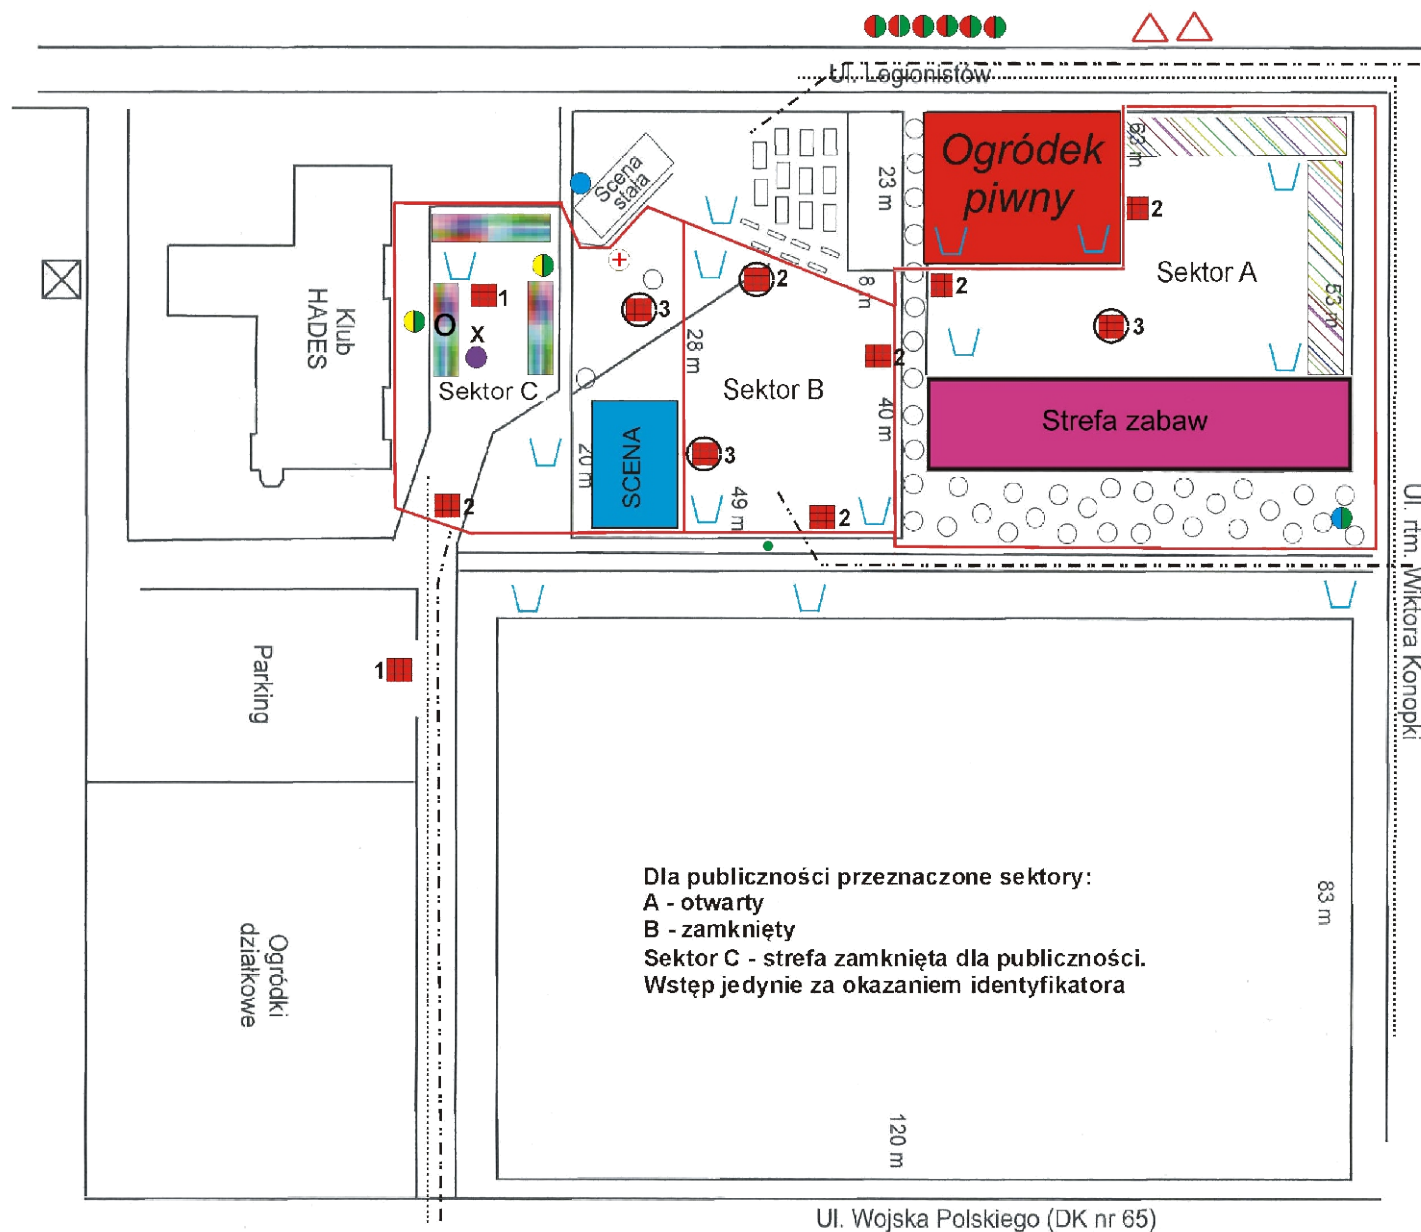 Ul. Legionistów
Scena
stała
23 m
Ogródek
piwny
63 m
2
Sektor A
53 m
Klub
HADES
1
X
Sektor C
3
2
8 m
2
3
28 m
Sektor B
2
40 m
Strefa zabaw
SCENA
20 m
3
49 m
2
2
Ul. rtm. Wiktora Konopki
Parking
1
Ogródki
działkowe
Dla publiczności przeznaczone sektory:
A - otwarty
B - zamknięty
Sektor C - strefa zamknięta dla publiczności.
Wstęp jedynie za okazaniem identyfikatora
83 m
120 m
Ul. Wojska Polskiego (DK nr 65)